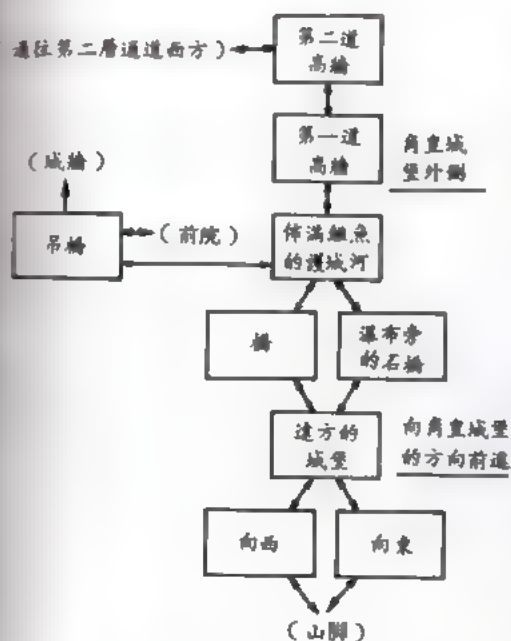 第二道
高牆
通往第二層通道西方）
第一道
高牆
角皇城
堡外側
（城牆）
吊橋
（前院）
佈滿鱷魚
的護城河
橋
瀑布旁
的石橋
遠方的
城堡
向角皇城堡
的方向前進
向西
向東
（山腳）